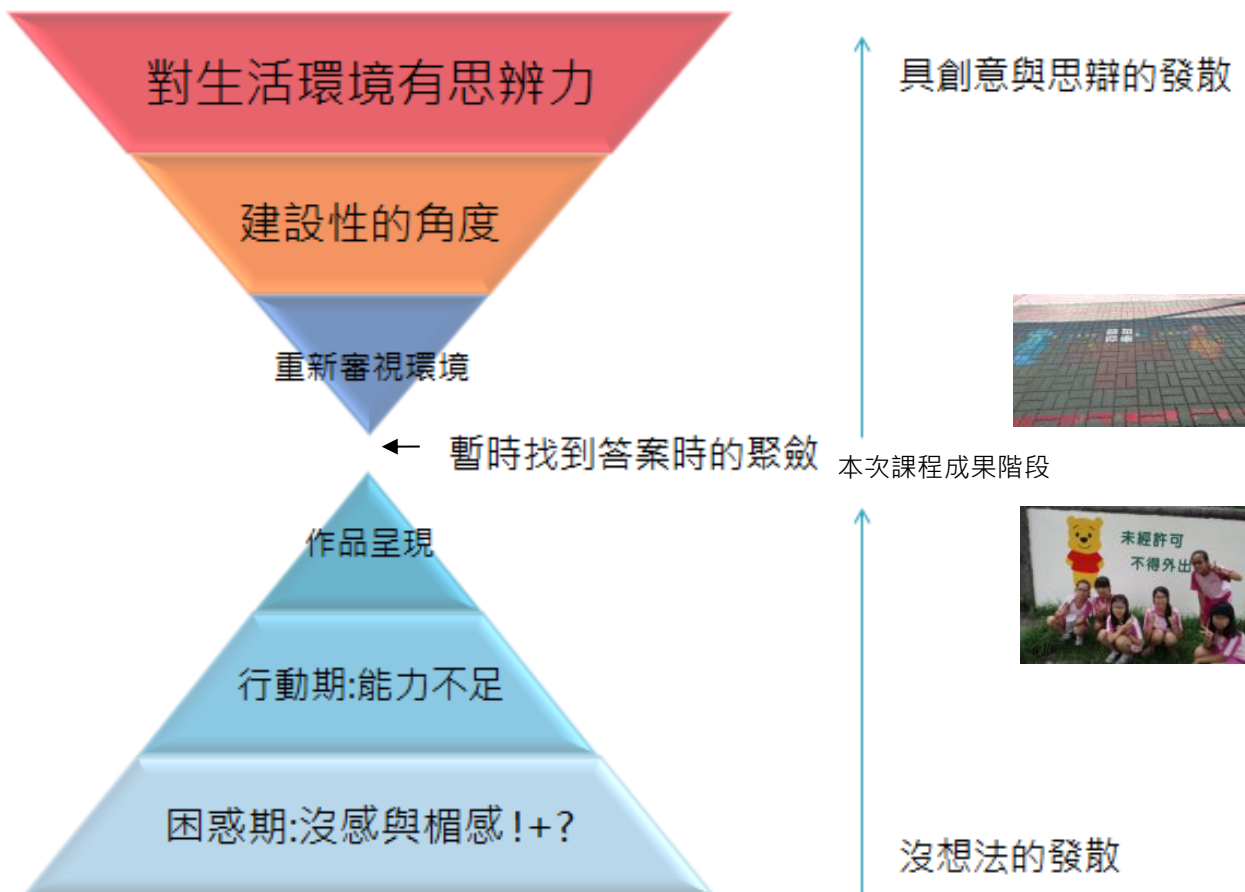 對生活環境有思辨力
具創意與思辯的發散
建設性的角度
重新審視環境
暫時找到答案時的聚斂
本次課程成果階段
作品呈現
未經許可
不得外出
行動期:能力不足
困惑期:沒感與楣感!+?
沒想法的發散